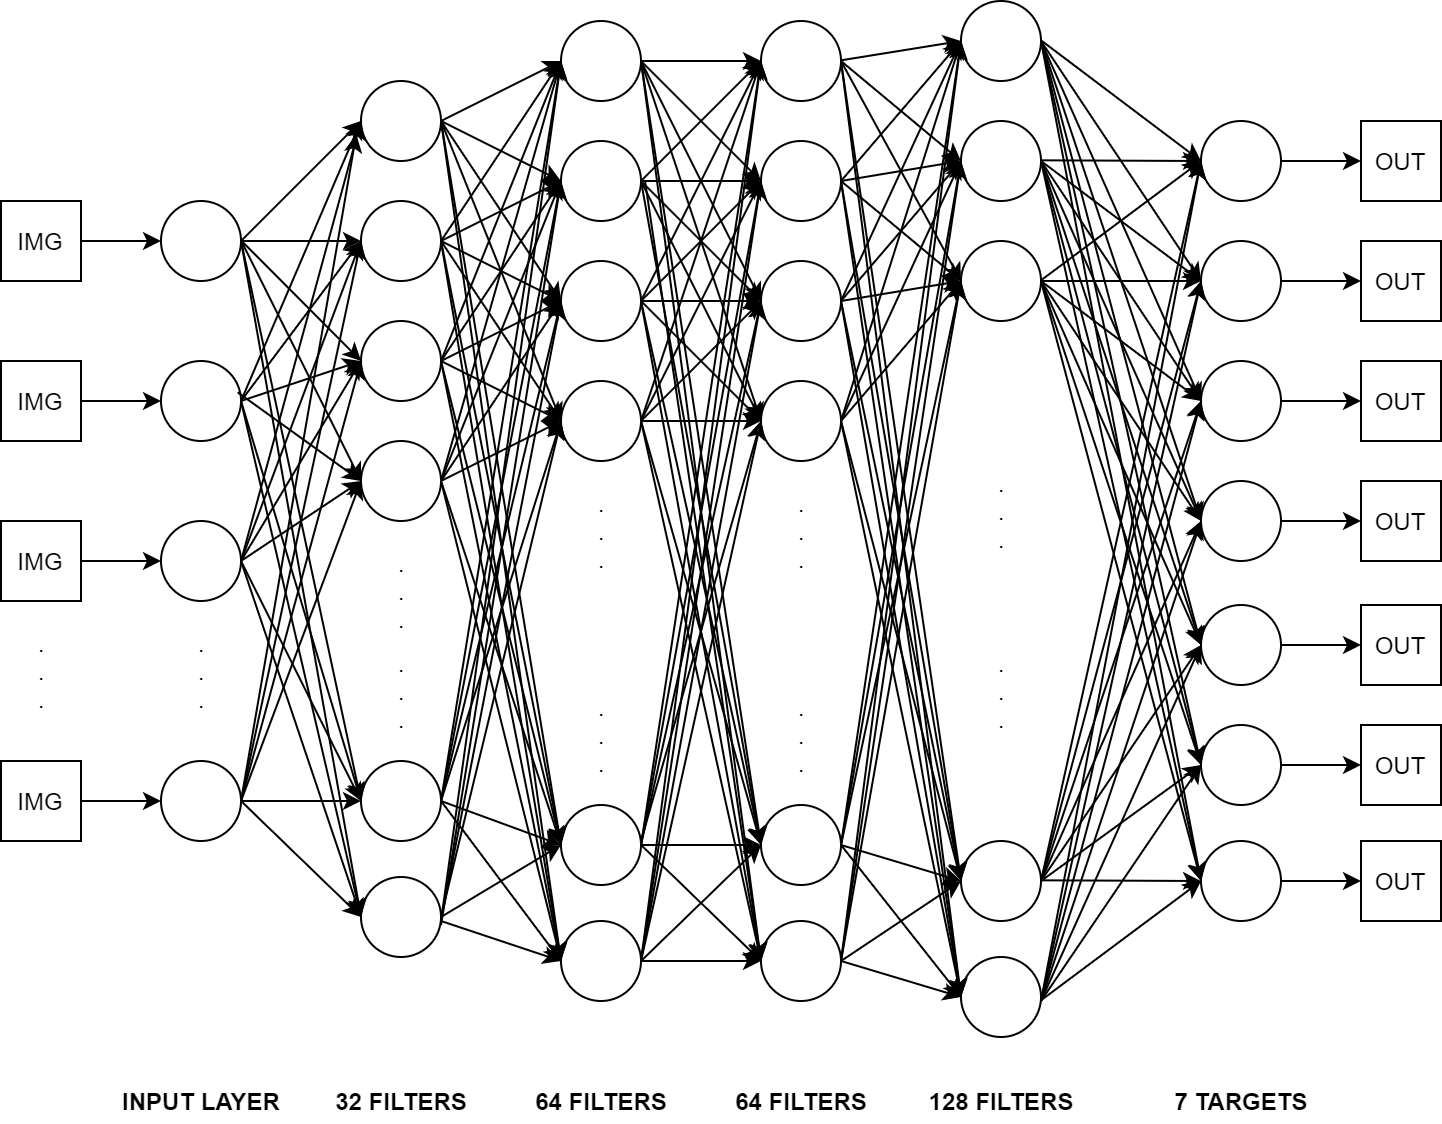 IMG
IMG
IMG
IMG
OUT
OUT
OUT
OUT
OUT
OUT
OUT
INPUT LAYER
32 FILTERS
64 FILTERS
64 FILTERS
128 FILTERS
7 TARGETS